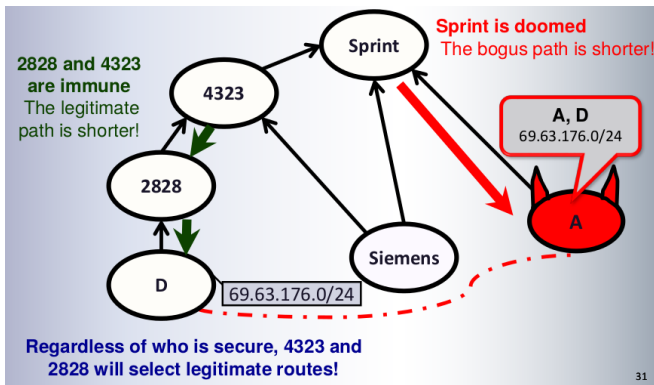 Sprint is doomed
The bogus path is shorter!
Sprint
2828 and 4323
are immune
The legitimate
path is shorter!
4323
A, D
69.63.176.0/24
2828
A
Siemens
D
69.63.176.0/24
Regardless of who is secure, 4323 and
2828 will select legitimate routes!
31